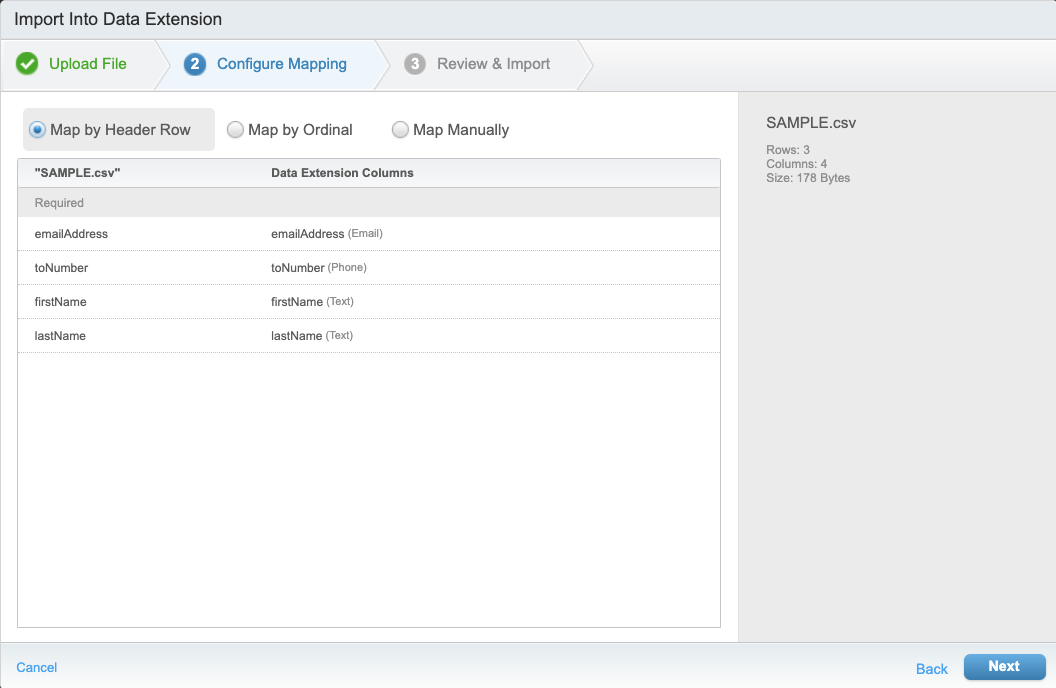 Import Into Data Extension
Upload File
2 Configure Mapping
3 Review & Import
Map by Header Row
Map by Ordinal
Map Manually
"SAMPLE.csv" Data Extension Columns
Required
emailAddress emailAddress (Email)
toNumber toNumber (Phone)
firstName firstName (Text)
lastName lastName (Text)
SAMPLE.csv
Rows: 3
Columns: 4
Size: 178 Bytes
Cancel
Back
Next